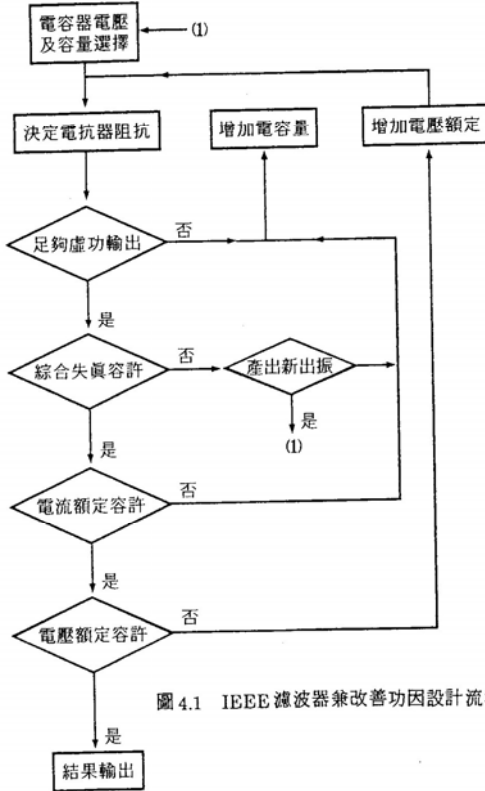 電容器電壓
及容量選擇
(1)
決定電抗器阻抗
增加電容量
增加電壓額定
足夠虛功輸出
否
是
綜合失眞容許
否
產出新出振
是
是
(1)
電流額定容許
否
是
電壓額定容許
否
圖 4.1 IEEE 濾波器兼改善功因設計流
是
結果輸出